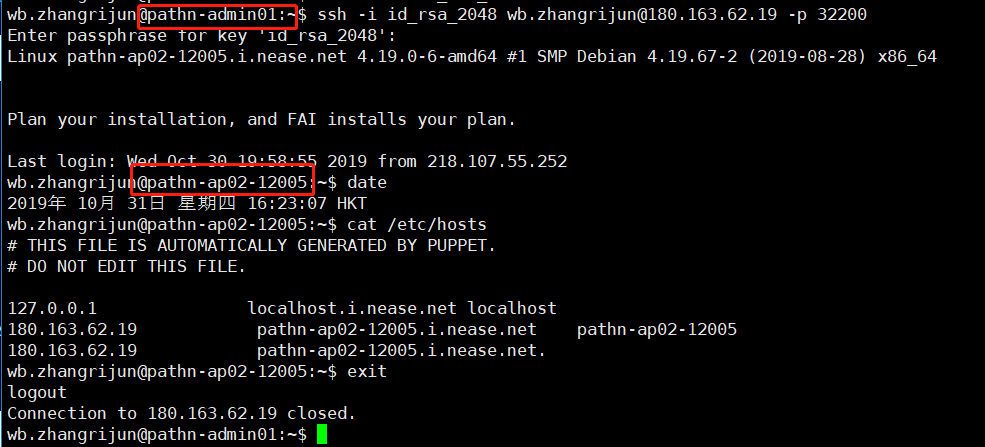 wb.zhangrijun@pathn-admin01:~$ ssh -i id_rsa_2048 wb.zhangrijun@180.163.62.19 -p 32200
Enter passphrase for key 'id_rsa_2048':
Linux pathn-ap02-12005.i.nease.net 4.19.0-6-amd64 #1 SMP Debian 4.19.67-2 (2019-08-28) x86_64
Plan your installation, and FAI installs your plan.
Last login: Wed Oct 30 19:58:55 2019 from 218.107.55.252
wb.zhangrijun@pathn-ap02-12005:~$ date
2019年 10月 31日 星期四 16:23:07 HKT
wb.zhangrijun@pathn-ap02-12005:~$ cat /etc/hosts
# THIS FILE IS AUTOMATICALLY GENERATED BY PUPPET.
# DO NOT EDIT THIS FILE.
127.0.0.1 localhost.i.nease.net localhost
180.163.62.19 pathn-ap02-12005.i.nease.net pathn-ap02-12005
180.163.62.19 pathn-ap02-12005.i.nease.net.
wb.zhangrijun@pathn-ap02-12005:~$ exit
logout
Connection to 180.163.62.19 closed.
wb.zhangrijun@pathn-admin01:~$